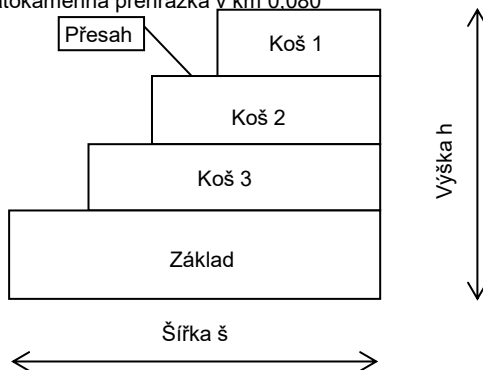 přehrážka v km 0,080
Přesah
Koš 1
Koš 2
Koš 3
Základ
Výška h
Šířka š